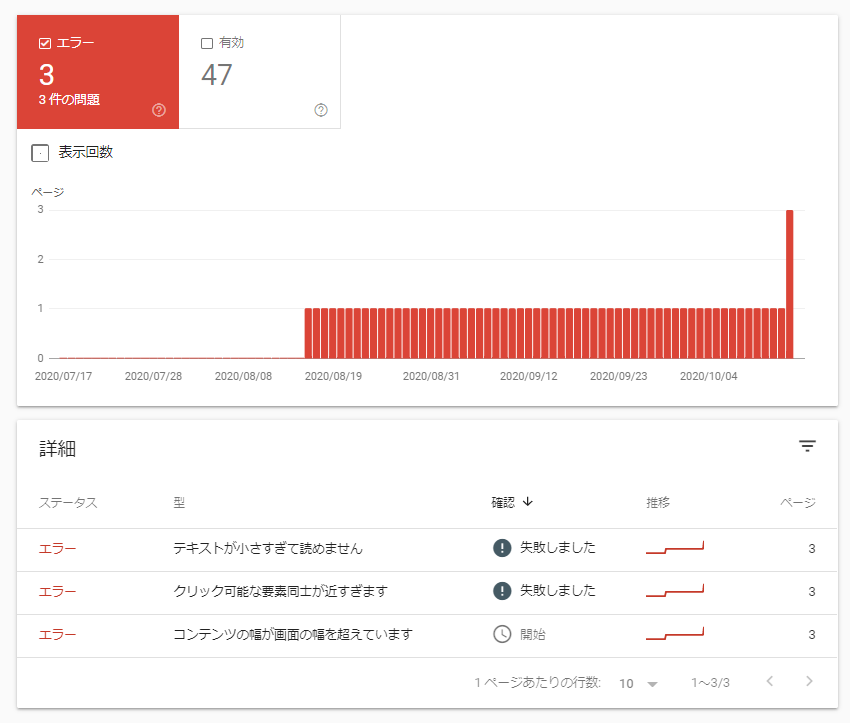 エラー
3
3 件の問題
有効
47
表示回数
ページ
3
2
1
0
2020/07/17 2020/07/28 2020/08/08 2020/08/19 2020/08/31 2020/09/12 2020/09/23 2020/10/04
詳細
ステータス 型 確認 推移 ページ
エラー テキストが小さすぎて読めません 失敗しました 3
エラー クリック可能な要素同士が近すぎます 失敗しました 3
エラー コンテンツの幅が画面の幅を超えています 開始 3
1 ページあたりの行数: 10 1～3/3